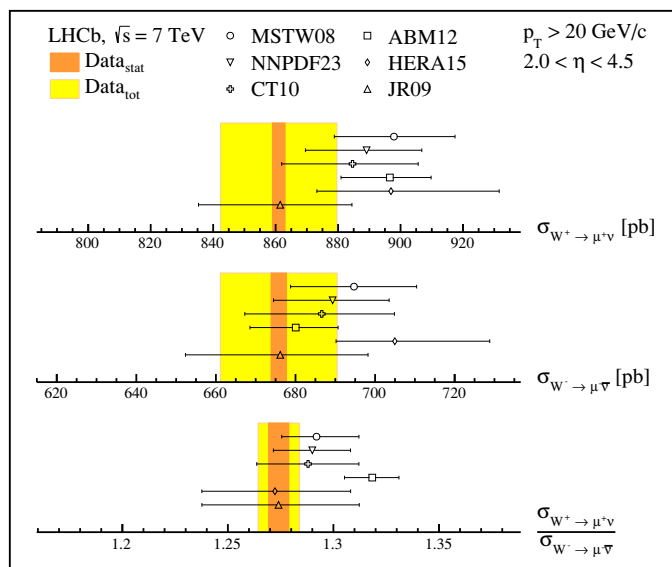 LHCb, √s = 7 TeV ○ MSTW08 □ ABM12 p_T > 20 GeV/c
Data_stat ▽ NNPDF23 ◇ HERA15 2.0 < η < 4.5
Data_tot ✚ CT10 △ JR09
800 820 840 860 880 900 920 σ_{W⁺ → μ⁺ν} [pb]
620 640 660 680 700 720 σ_{W⁻ → μ⁻ν̄} [pb]
σ_{W⁺ → μ⁺ν}
1.2 1.25 1.3 1.35 σ_{W⁻ → μ⁻ν̄}